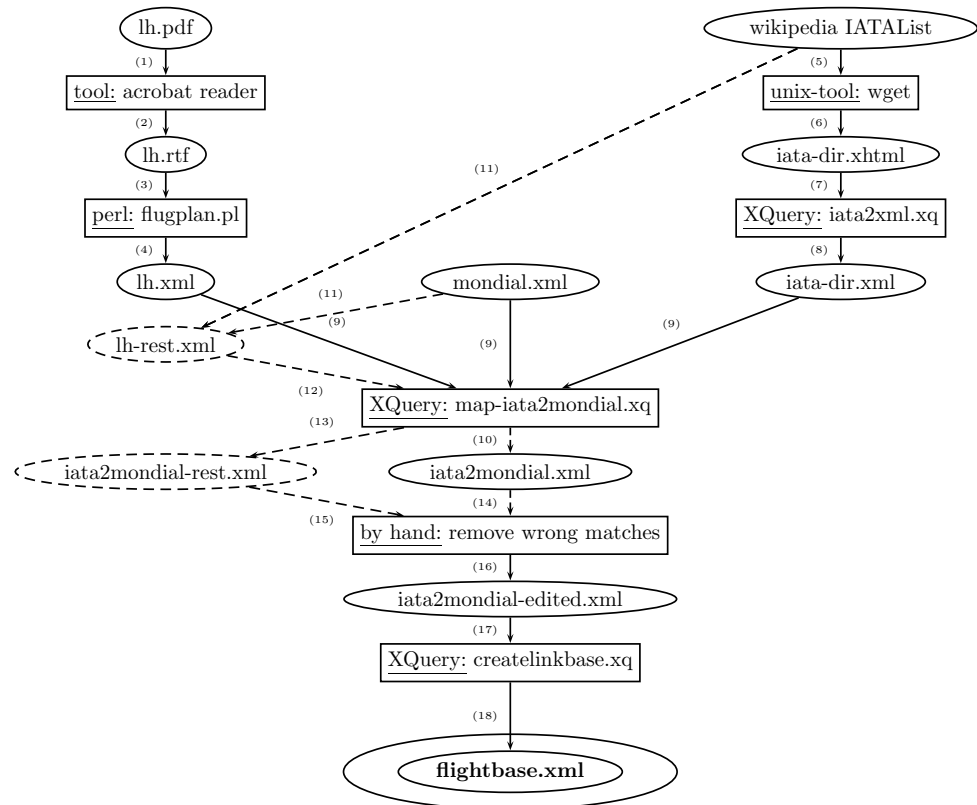 lh.pdf
wikipedia IATAList
(1)
(5)
tool: acrobat reader
unix-tool: wget
(2)
(6)
lh.rtf
iata-dir.xhtml
(11)
(3)
(7)
perl: flugplan.pl
XQuery: iata2xml.xq
(4)
(8)
lh.xml
mondial.xml
iata-dir.xml
(11)
(9)
(9)
(9)
lh-rest.xml
(12)
XQuery: map-iata2mondial.xq
(13)
(10)
iata2mondial-rest.xml
iata2mondial.xml
(14)
(15)
by hand: remove wrong matches
(16)
iata2mondial-edited.xml
(17)
XQuery: createlinkbase.xq
(18)
flightbase.xml